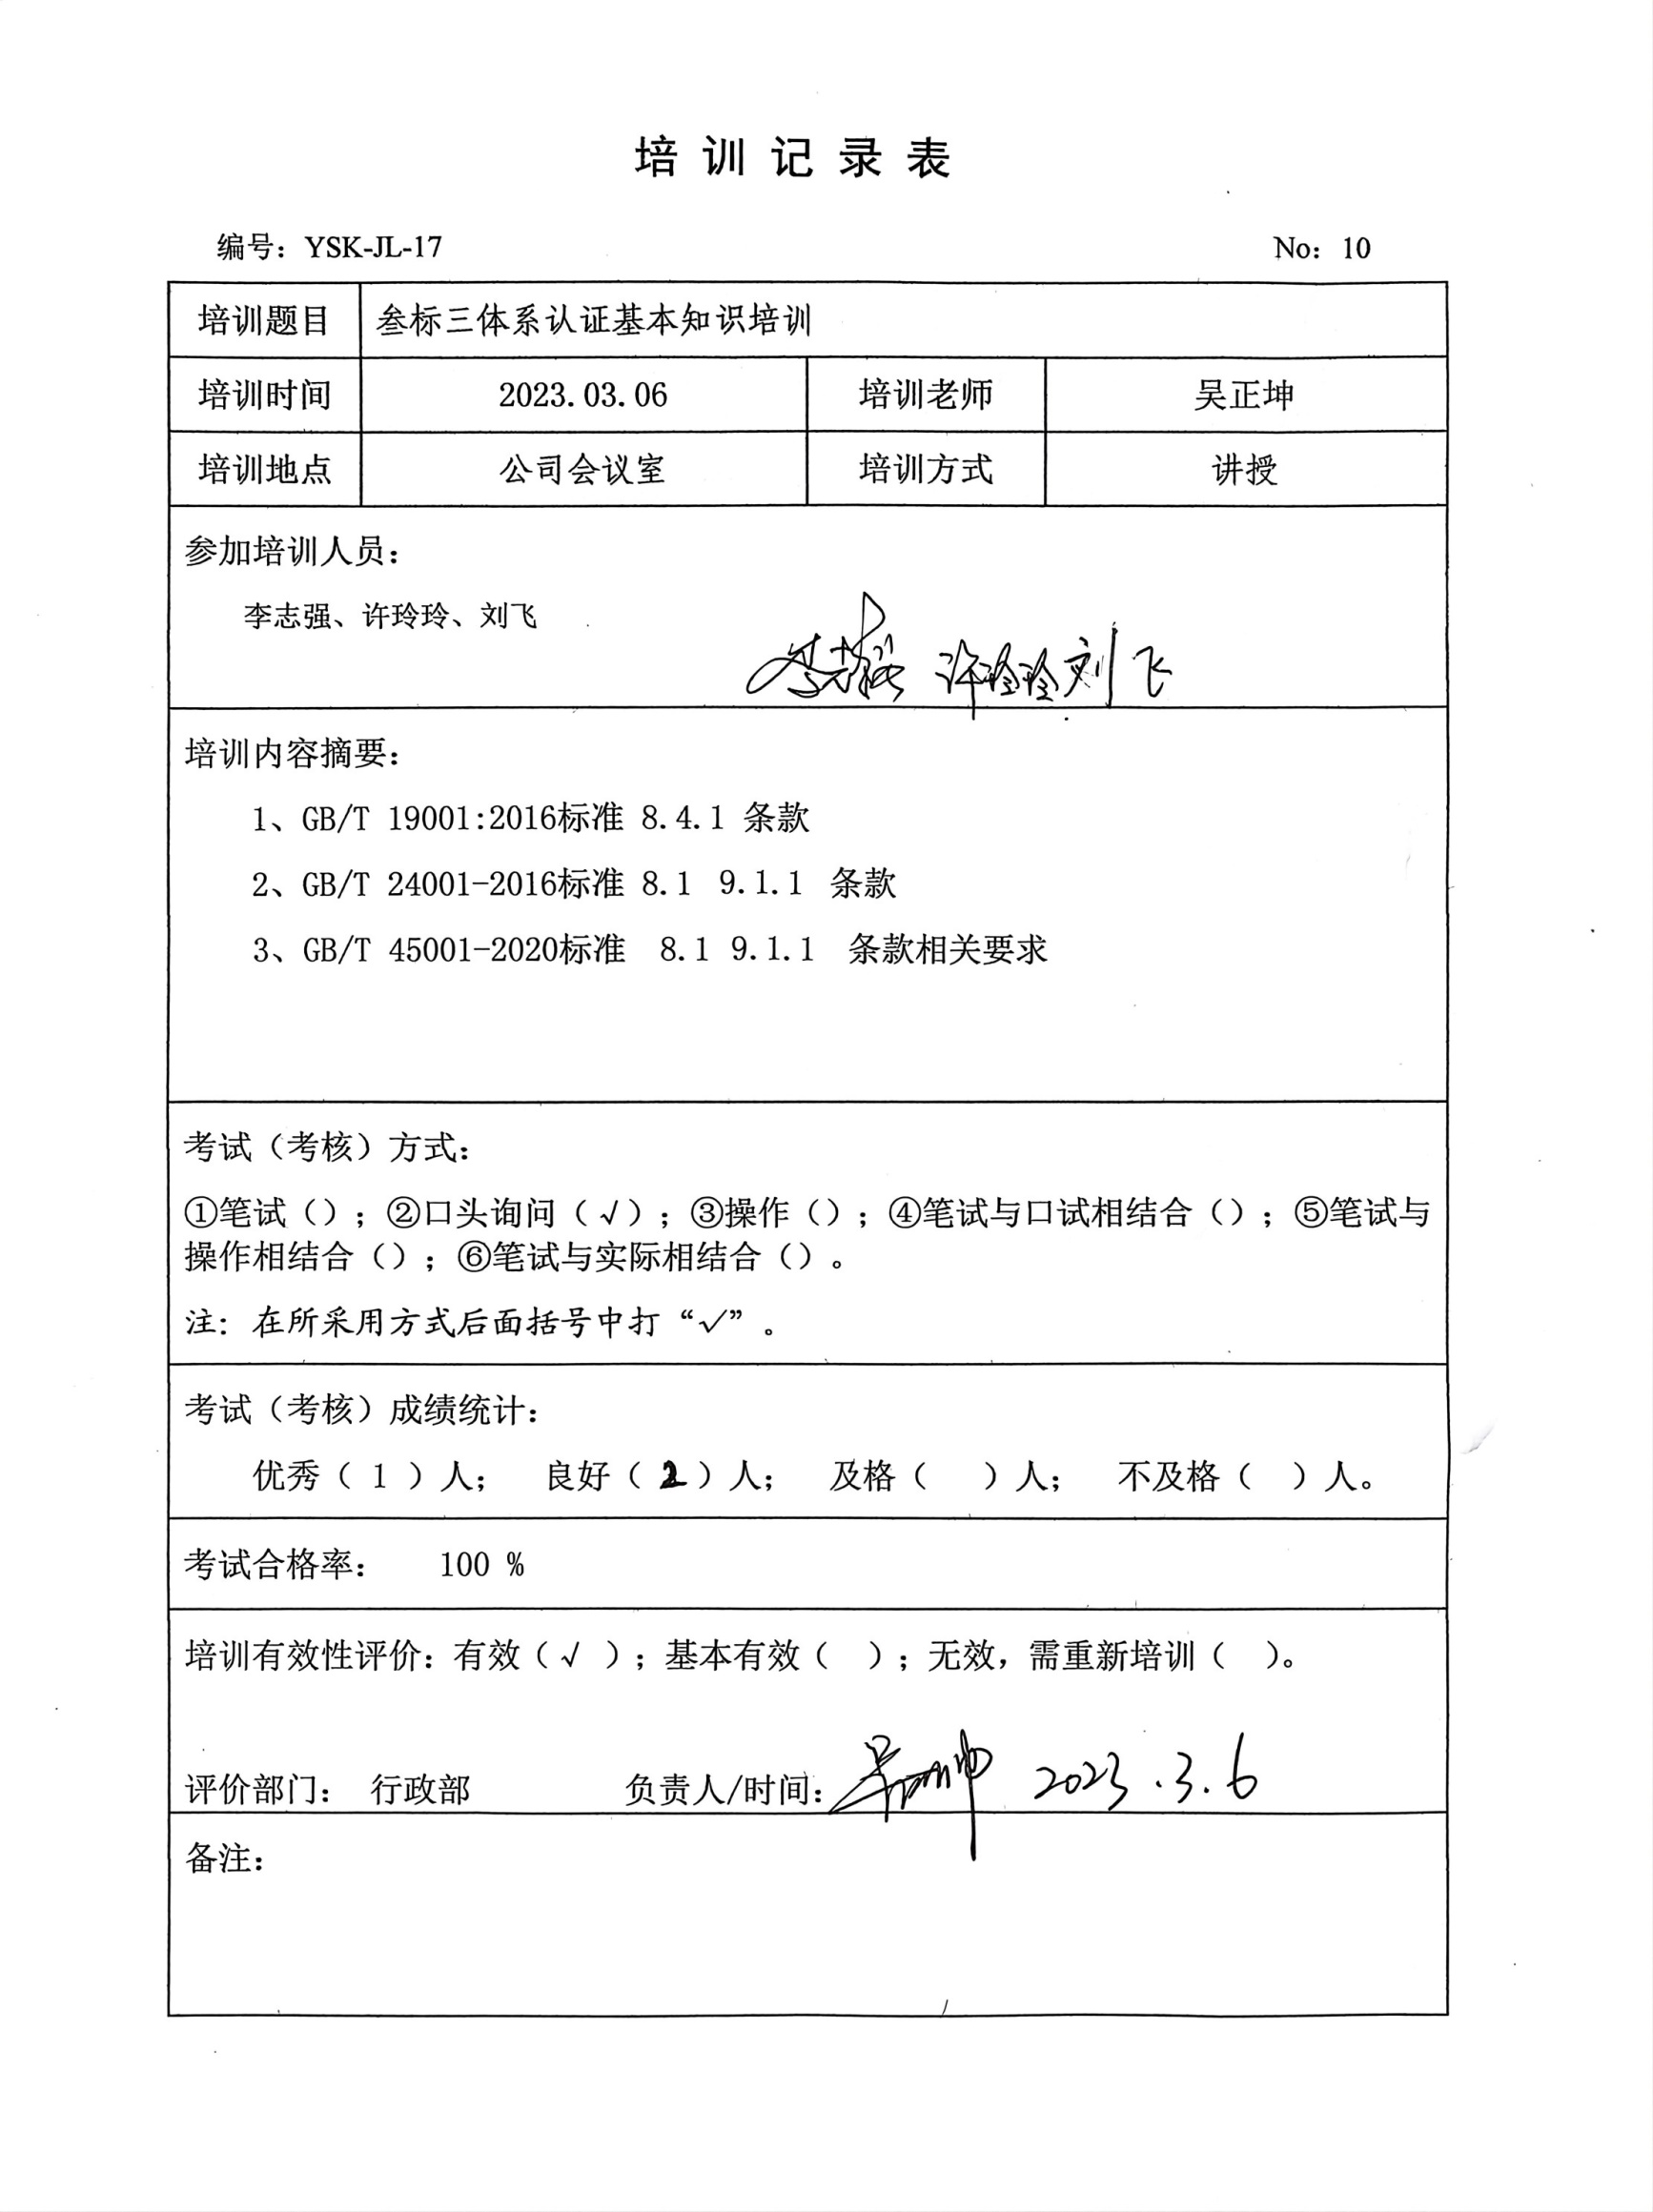 培训记录表
编号：YSK-JL-17 No：10
培训题目 叁标三体系认证基本知识培训
培训时间 2023.03.06 培训老师 吴正坤
培训地点 公司会议室 培训方式 讲授
参加培训人员：
李志强、许玲玲、刘飞
李志强 许玲玲 刘飞
培训内容摘要：
1、GB/T 19001:2016标准 8.4.1 条款
2、GB/T 24001-2016标准 8.1 9.1.1 条款
3、GB/T 45001-2020标准 8.1 9.1.1 条款相关要求
考试（考核）方式：
①笔试（）；②口头询问（√）；③操作（）；④笔试与口试相结合（）；⑤笔试与
操作相结合（）；⑥笔试与实际相结合（）。
注：在所采用方式后面括号中打“√”。
考试（考核）成绩统计：
优秀（ 1 ）人； 良好（ 2 ）人； 及格（ ）人； 不及格（ ）人。
考试合格率： 100 %
培训有效性评价：有效（√ ）；基本有效（ ）；无效，需重新培训（ ）。
评价部门： 行政部 负责人/时间：吴正坤 2023.3.6
备注：